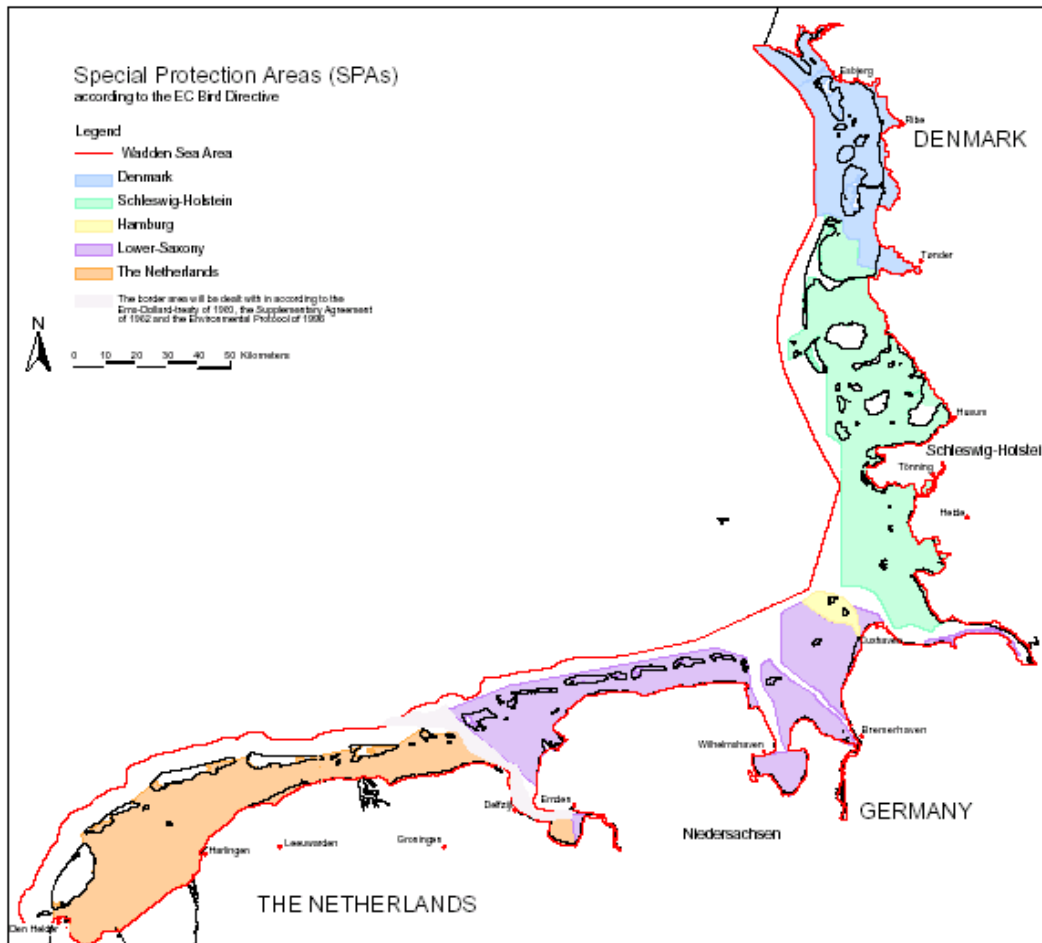 Special Protection Areas (SPAs)
according to the EC Bird Directive
Legend
Wadden Sea Area
Denmark
Schleswig-Holstein
Hamburg
Lower-Saxony
The Netherlands
The border area will be dealt with in according to the
Ems-Dollard-treaty of 1960, the Supplementary Agreement
of 1962 and the Environmental Protocol of 1996
N
0 10 20 30 40 50 Kilometers
Esbjerg
Ribe
DENMARK
Tønder
Husum
Schleswig-Holstei
Tönning
Heide
Cuxhaven
Bremerhaven
Wilhelmshaven
GERMANY
Niedersachsen
Emden
Delfzijl
Groningen
Leeuwarden
Harlingen
THE NETHERLANDS
Den Helder